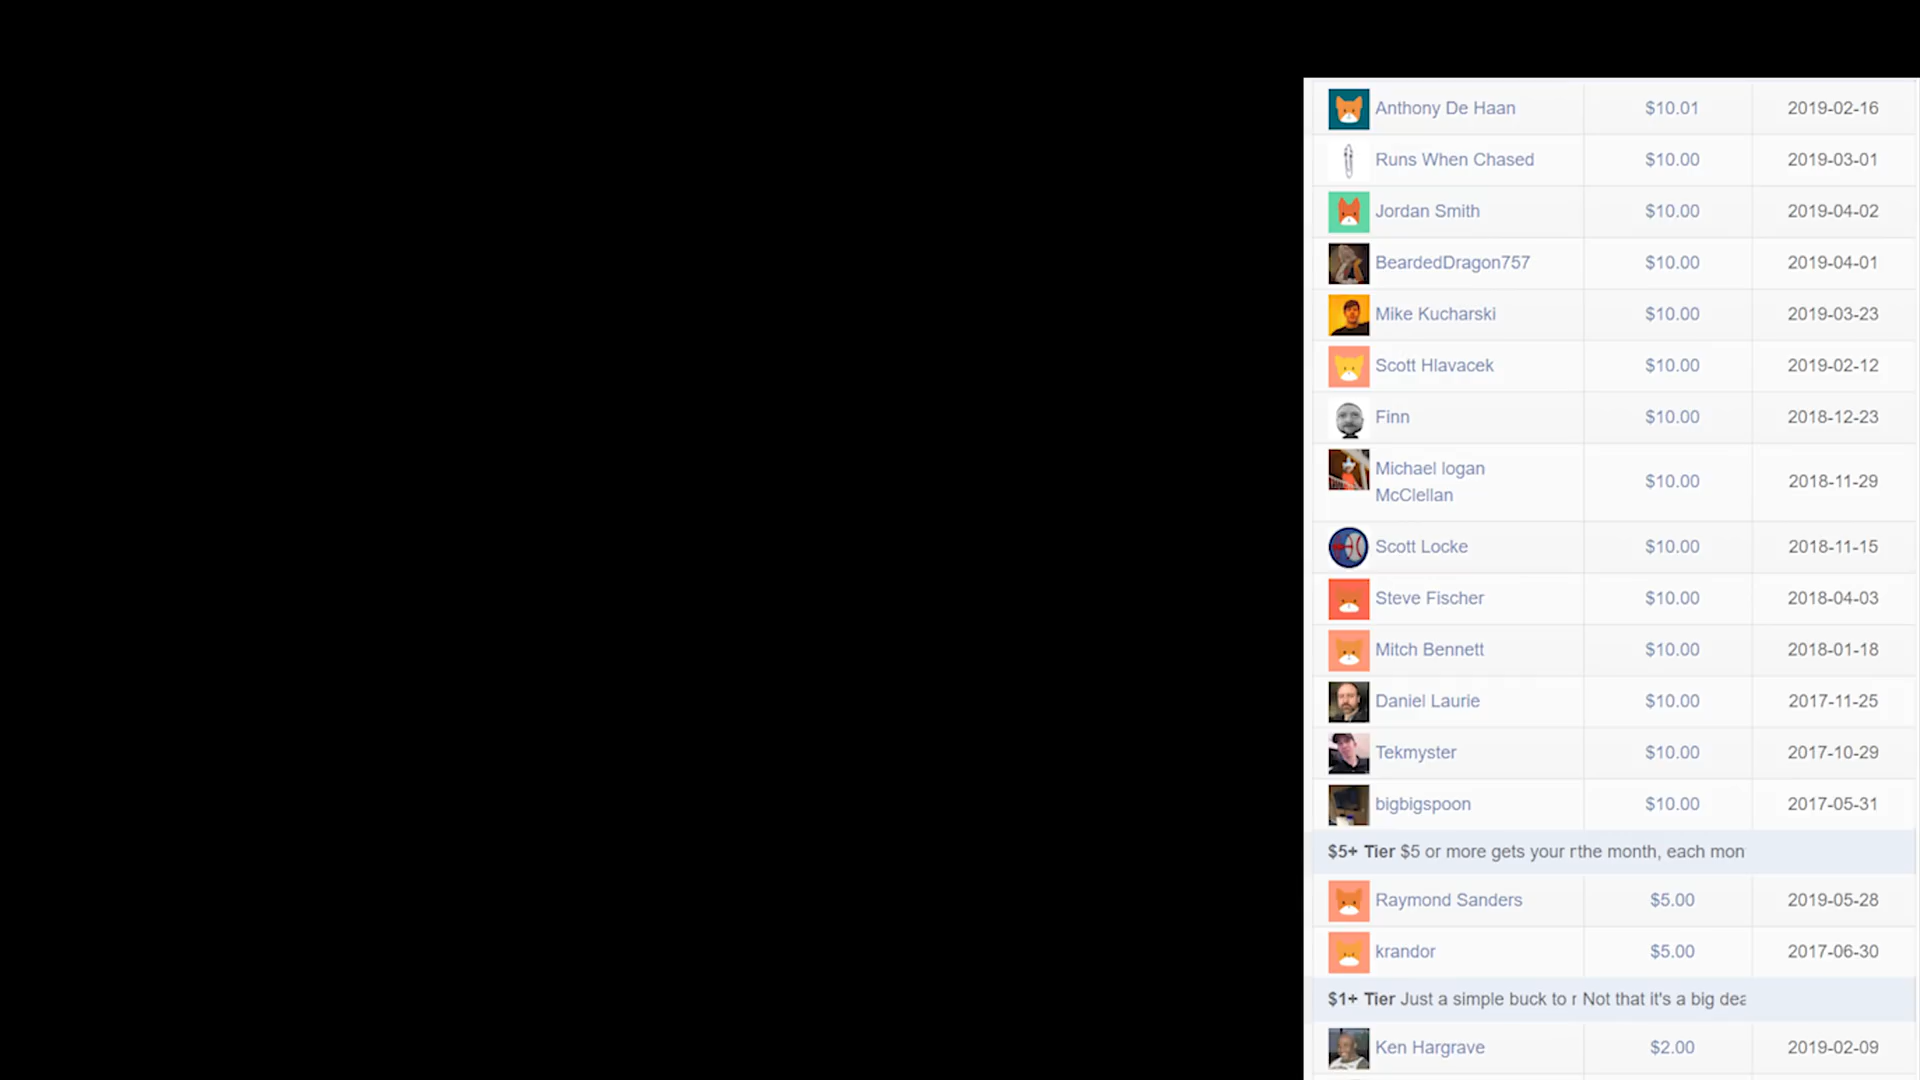 Anthony De Haan $10.01 2019-02-16
Runs When Chased $10.00 2019-03-01
Jordan Smith $10.00 2019-04-02
BeardedDragon757 $10.00 2019-04-01
Mike Kucharski $10.00 2019-03-23
Scott Hlavacek $10.00 2019-02-12
Finn $10.00 2018-12-23
Michael logan
McClellan $10.00 2018-11-29
Scott Locke $10.00 2018-11-15
Steve Fischer $10.00 2018-04-03
Mitch Bennett $10.00 2018-01-18
Daniel Laurie $10.00 2017-11-25
Tekmyster $10.00 2017-10-29
bigbigspoon $10.00 2017-05-31
$5+ Tier $5 or more gets your rthe month, each mon
Raymond Sanders $5.00 2019-05-28
krandor $5.00 2017-06-30
$1+ Tier Just a simple buck to r Not that it's a big dea
Ken Hargrave $2.00 2019-02-09